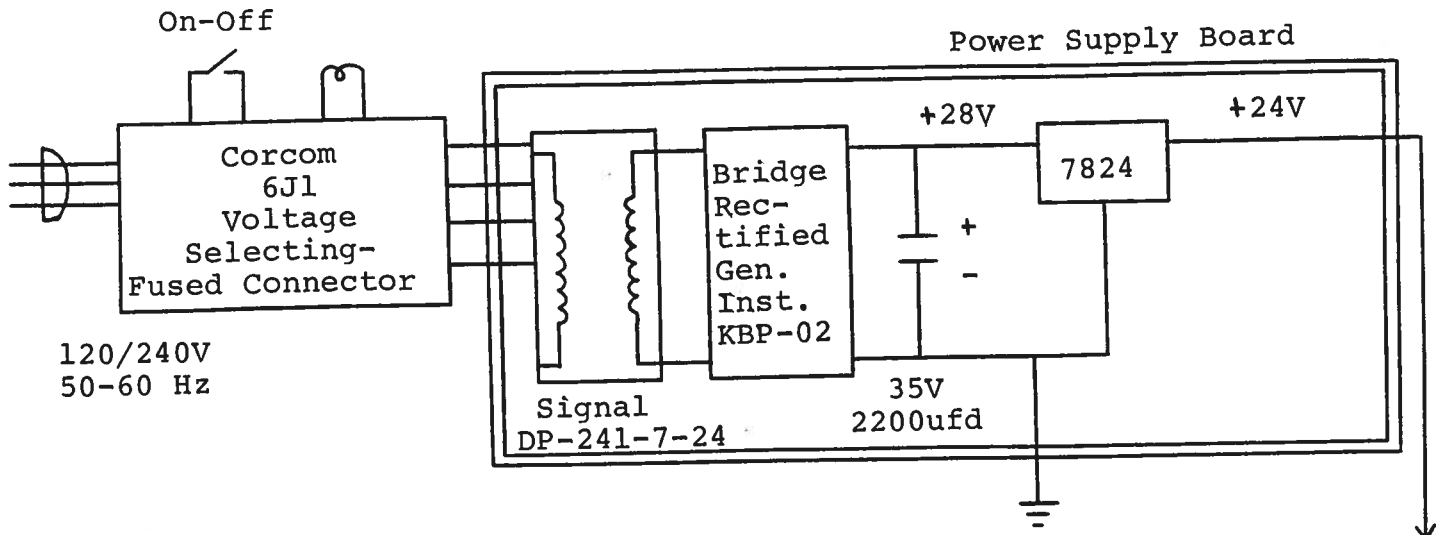 On-Off
Power Supply Board
Corcom
6J1
Voltage
Selecting-
Fused Connector
120/240V
50-60 Hz
Signal
DP-241-7-24
Bridge
Rec-
tified
Gen.
Inst.
KBP-02
+28V
+
-
35V
2200ufd
7824
+24V